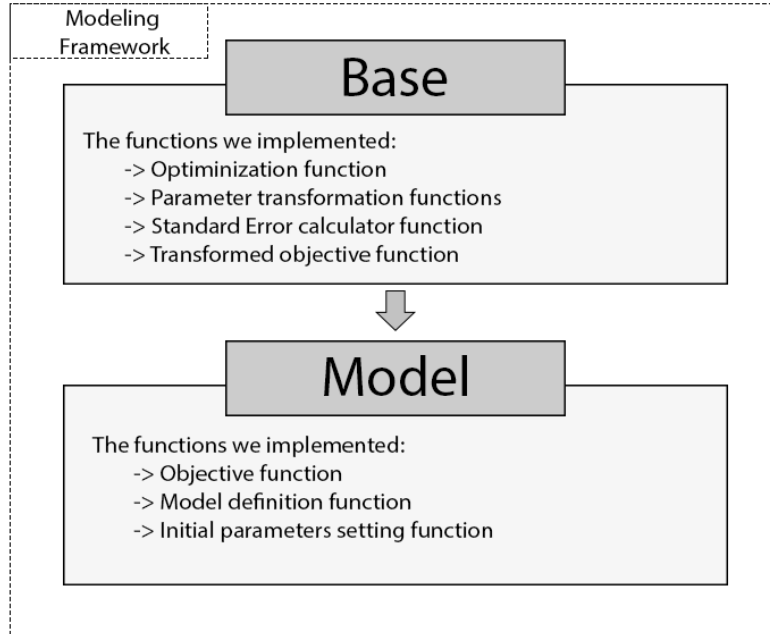 Modeling
Framework
Base
The functions we implemented:
-> Optiminization function
-> Parameter transformation functions
-> Standard Error calculator function
-> Transformed objective function
Model
The functions we implemented:
-> Objective function
-> Model definition function
-> Initial parameters setting function